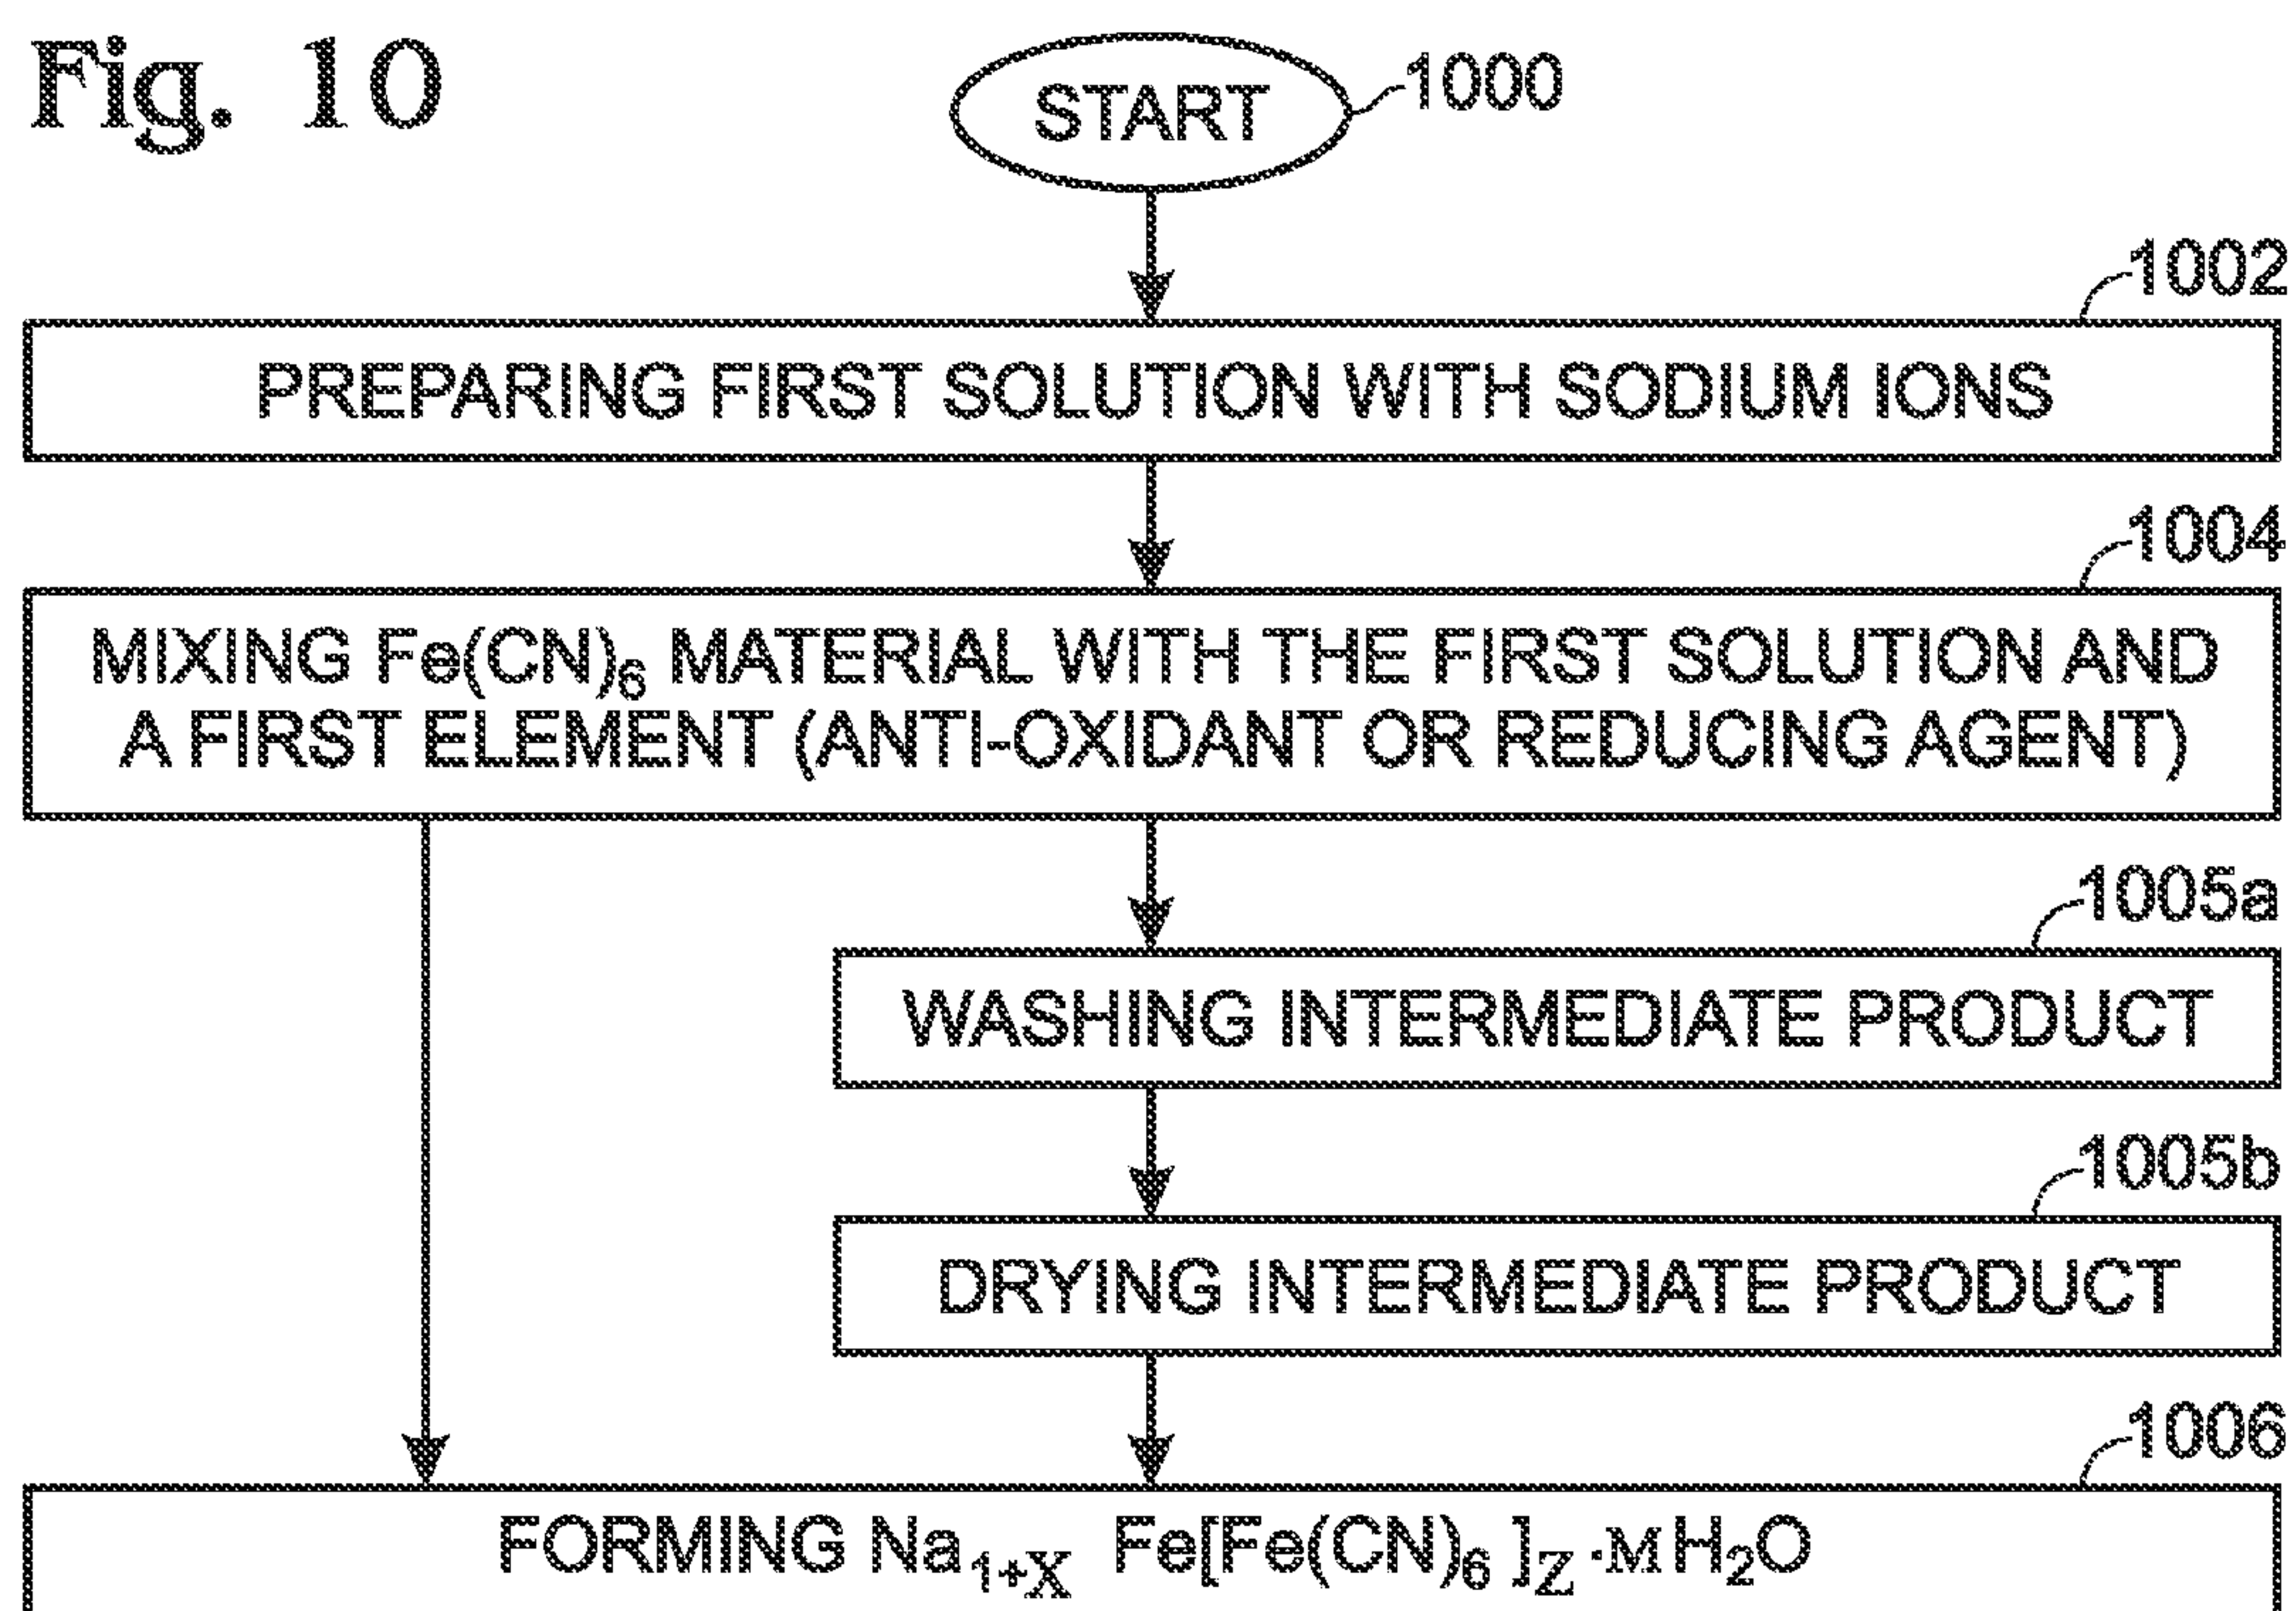 Fig. 10
START
1000
1002
PREPARING FIRST SOLUTION WITH SODIUM IONS
1004
MIXING Fe(CN)₆ MATERIAL WITH THE FIRST SOLUTION AND
A FIRST ELEMENT (ANTI-OXIDANT OR REDUCING AGENT)
1005a
WASHING INTERMEDIATE PRODUCT
1005b
DRYING INTERMEDIATE PRODUCT
1006
FORMING Na₁₊X Fe[Fe(CN)₆ ]Z ·MH₂O